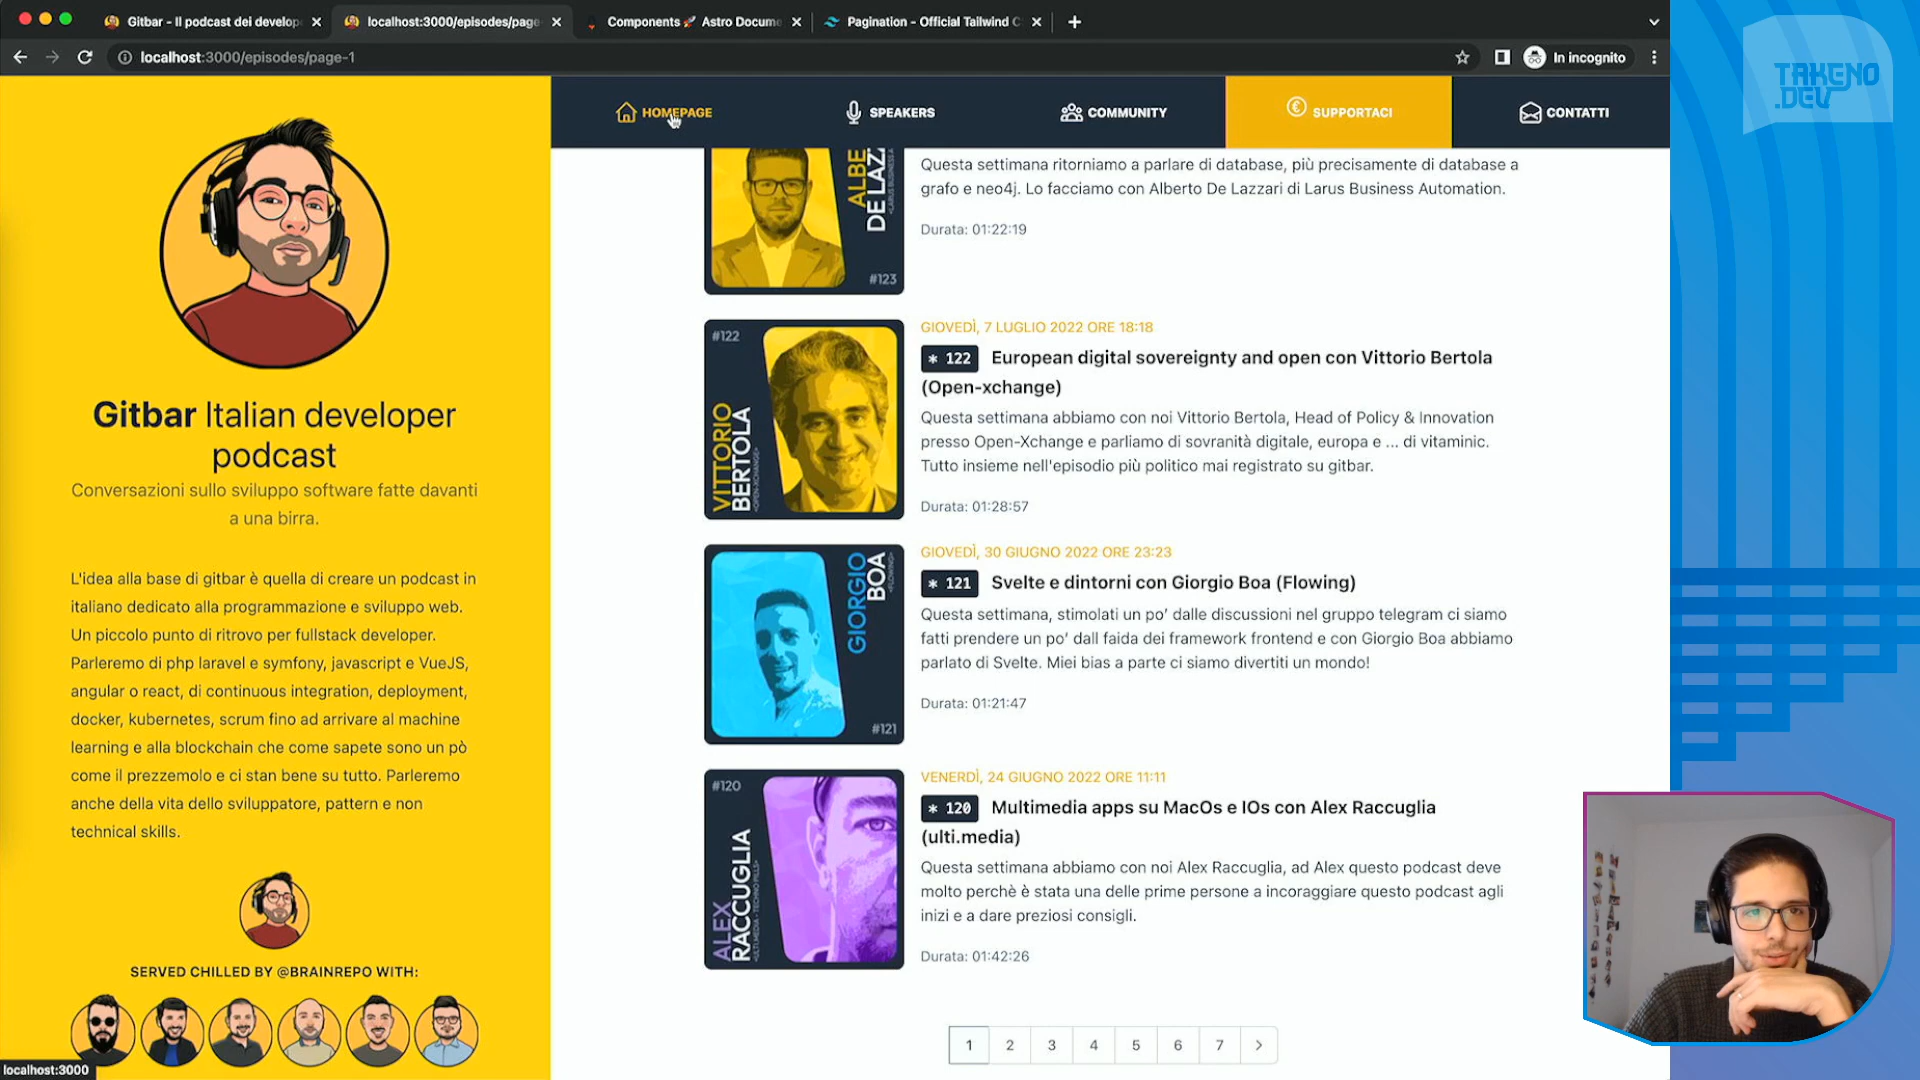 Gitbar - Il podcast dei develop
localhost:3000/episodes/page-
Components 🚀 Astro Docume
Pagination - Official Tailwind C
localhost:3000/episodes/page-1
In incognito
HOMEPAGE
SPEAKERS
COMMUNITY
SUPPORTACI
CONTATTI
TAKENO
.DEV
Gitbar Italian developer
podcast
Conversazioni sullo sviluppo software fatte davanti
a una birra.
L'idea alla base di gitbar è quella di creare un podcast in
italiano dedicato alla programmazione e sviluppo web.
Un piccolo punto di ritrovo per fullstack developer.
Parleremo di php laravel e symfony, javascript e VueJS,
angular o react, di continuous integration, deployment,
docker, kubernetes, scrum fino ad arrivare al machine
learning e alla blockchain che come sapete sono un pò
come il prezzemolo e ci stan bene su tutto. Parleremo
anche della vita dello sviluppatore, pattern e non
technical skills.
SERVED CHILLED BY @BRAINREPO WITH:
localhost:3000
ALBE
DE LAZZ
#123
Questa settimana ritorniamo a parlare di database, più precisamente di database a
grafo e neo4j. Lo facciamo con Alberto De Lazzari di Larus Business Automation.
Durata: 01:22:19
#122
VITTORIO
BERTOLA
<OPEN-XCHANGE>
GIOVEDÌ, 7 LUGLIO 2022 ORE 18:18
* 122 European digital sovereignty and open con Vittorio Bertola
(Open-xchange)
Questa settimana abbiamo con noi Vittorio Bertola, Head of Policy & Innovation
presso Open-Xchange e parliamo di sovranità digitale, europa e ... di vitaminic.
Tutto insieme nell'episodio più politico mai registrato su gitbar.
Durata: 01:28:57
GIORGIO
BOA
<FLOWING>
#121
GIOVEDÌ, 30 GIUGNO 2022 ORE 23:23
* 121 Svelte e dintorni con Giorgio Boa (Flowing)
Questa settimana, stimolati un po’ dalle discussioni nel gruppo telegram ci siamo
fatti prendere un po’ dall faida dei framework frontend e con Giorgio Boa abbiamo
parlato di Svelte. Miei bias a parte ci siamo divertiti un mondo!
Durata: 01:21:47
#120
ALEX
RACCUGLIA
<ULTI.MEDIA - TECHNO PILLS>
VENERDÌ, 24 GIUGNO 2022 ORE 11:11
* 120 Multimedia apps su MacOs e IOs con Alex Raccuglia
(ulti.media)
Questa settimana abbiamo con noi Alex Raccuglia, ad Alex questo podcast deve
molto perchè è stata una delle prime persone a incoraggiare questo podcast agli
inizi e a dare preziosi consigli.
Durata: 01:42:26
1 2 3 4 5 6 7 >